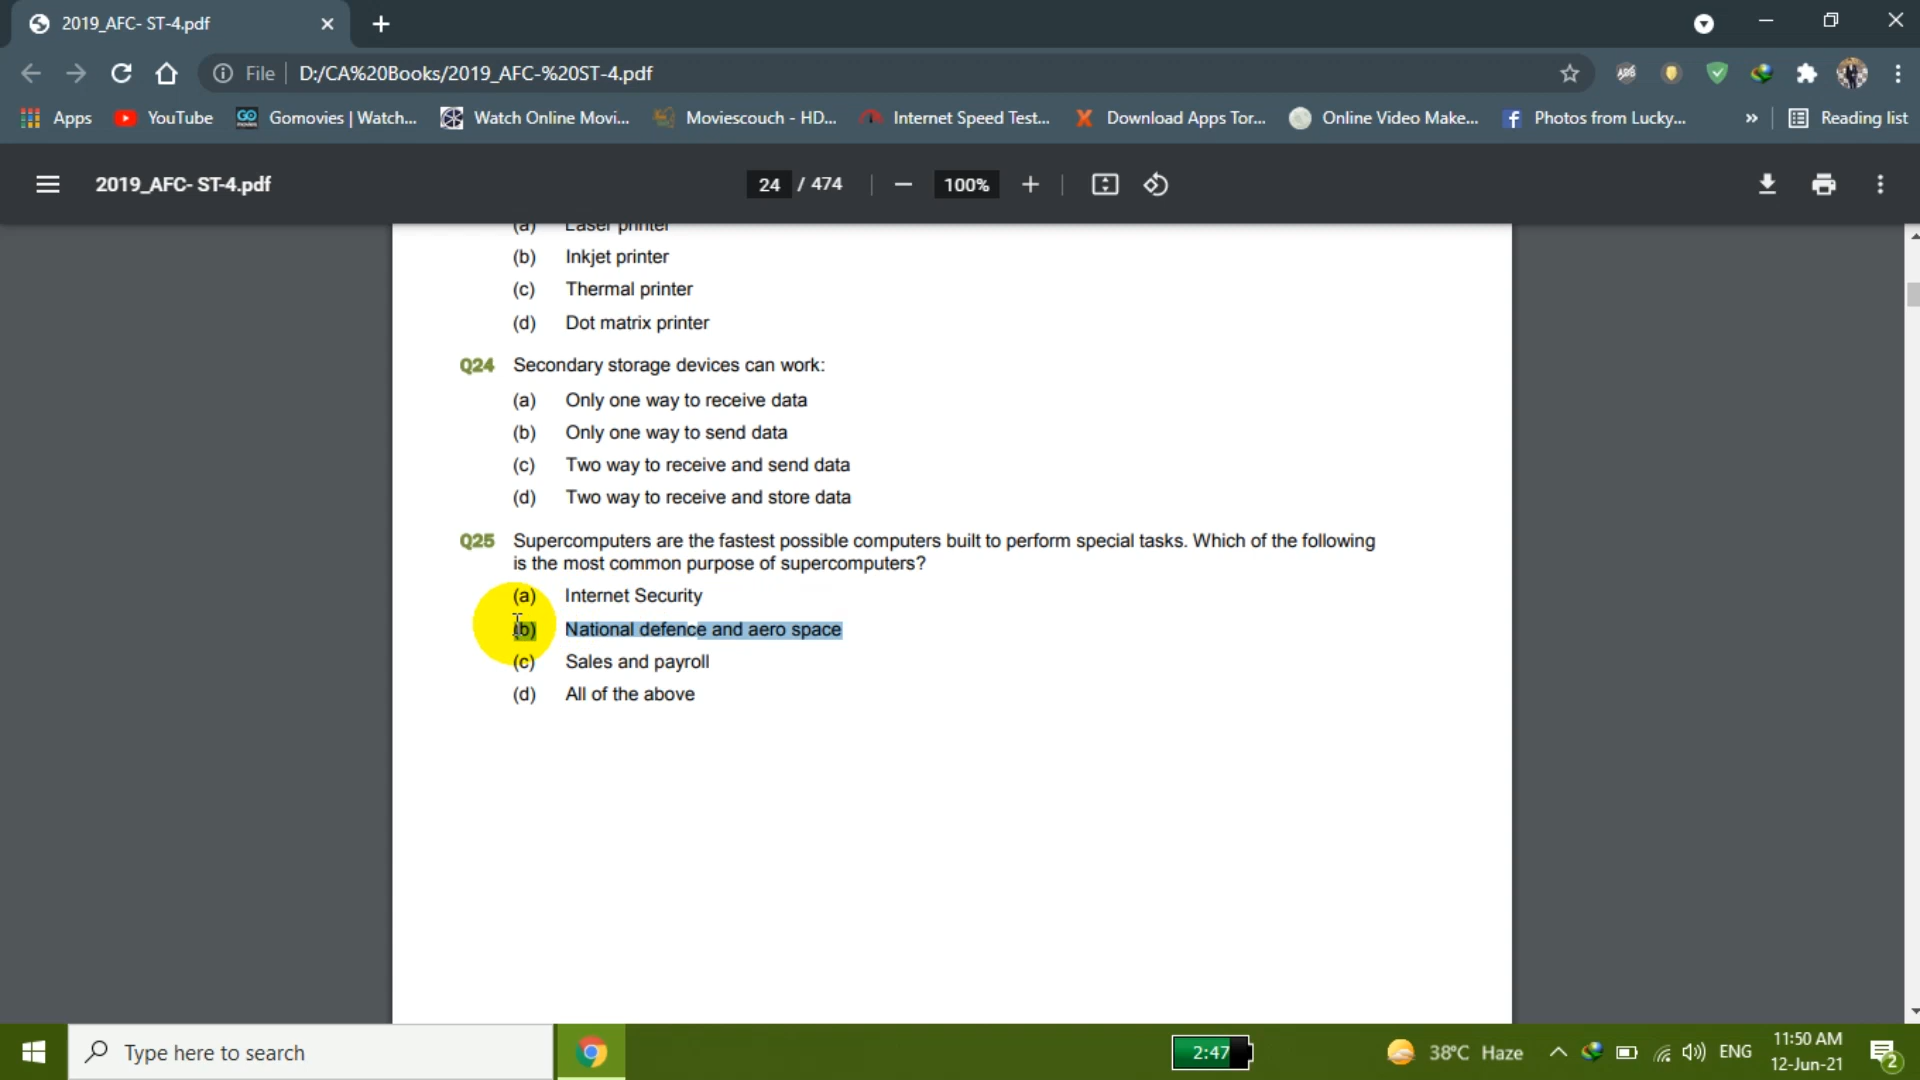 2019_AFC- ST-4.pdf
File D:/CA%20Books/2019_AFC-%20ST-4.pdf
Apps YouTube Gomovies | Watch... Watch Online Movi... Moviescouch - HD... Internet Speed Test... Download Apps Tor... Online Video Make... Photos from Lucky... » Reading list
2019_AFC- ST-4.pdf 24 / 474 100%
(a) Laser printer
(b) Inkjet printer
(c) Thermal printer
(d) Dot matrix printer
Q24 Secondary storage devices can work:
(a) Only one way to receive data
(b) Only one way to send data
(c) Two way to receive and send data
(d) Two way to receive and store data
Q25 Supercomputers are the fastest possible computers built to perform special tasks. Which of the following
is the most common purpose of supercomputers?
(a) Internet Security
(b) National defence and aero space
(c) Sales and payroll
(d) All of the above
Type here to search
2:47
38°C Haze
ENG
11:50 AM
12-Jun-21
2